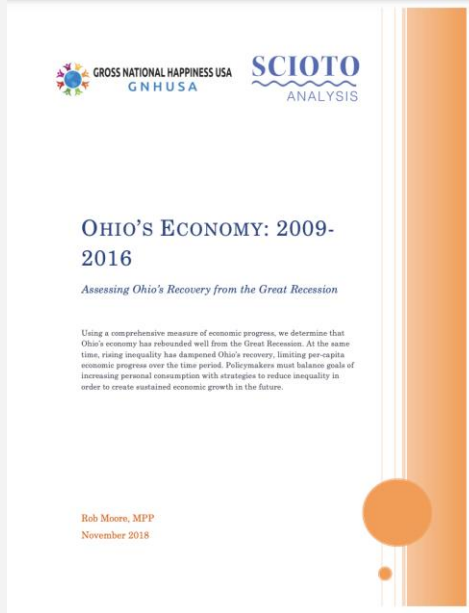 GROSS NATIONAL HAPPINESS USA
GNHUSA
SCIOTO
ANALYSIS
OHIO'S ECONOMY: 2009-
2016
Assessing Ohio's Recovery from the Great Recession
Using a comprehensive measure of economic progress, we determine that
Ohio's economy has rebounded well from the Great Recession. At the same
time, rising inequality has dampened Ohio's recovery, limiting per-capita
economic progress over the time period. Policymakers must balance goals of
increasing personal consumption with strategies to reduce inequality in
order to create sustained economic growth in the future.
Rob Moore, MPP
November 2018